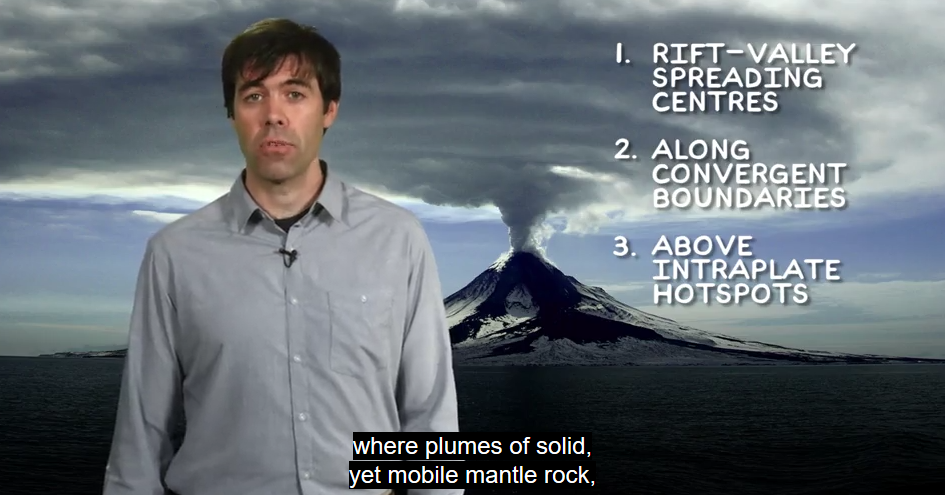 1. RIFT-VALLEY
SPREADING
CENTRES
2. ALONG
CONVERGENT
BOUNDARIES
3. ABOVE
INTRAPLATE
HOTSPOTS
where plumes of solid,
yet mobile mantle rock,